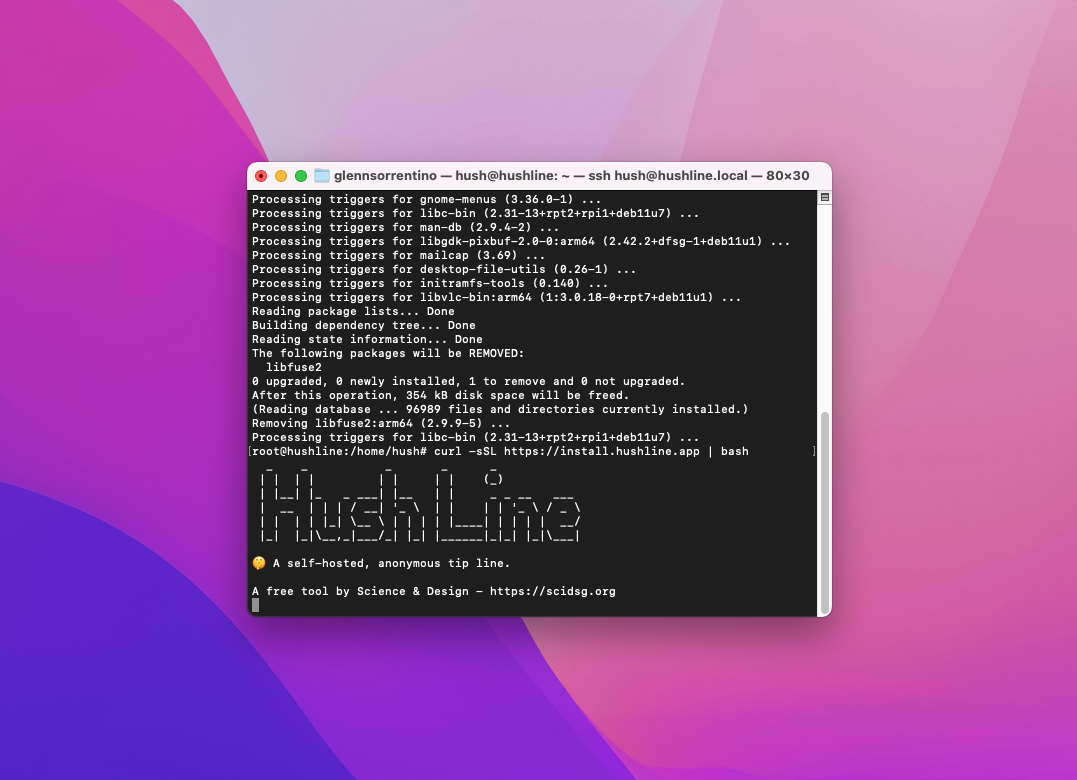 glennsorrentino — hush@hushline: ~ — ssh hush@hushline.local — 80×30
Processing triggers for gnome-menus (3.36.0-1) ...
Processing triggers for libc-bin (2.31-13+rpt2+rpi1+deb11u7) ...
Processing triggers for man-db (2.9.4-2) ...
Processing triggers for libgdk-pixbuf-2.0-0:arm64 (2.42.2+dfsg-1+deb11u1) ...
Processing triggers for mailcap (3.69) ...
Processing triggers for desktop-file-utils (0.26-1) ...
Processing triggers for initramfs-tools (0.140) ...
Processing triggers for libvlc-bin:arm64 (1:3.0.18-0+rpt7+deb11u1) ...
Reading package lists... Done
Building dependency tree... Done
Reading state information... Done
The following packages will be REMOVED:
libfuse2
0 upgraded, 0 newly installed, 1 to remove and 0 not upgraded.
After this operation, 354 kB disk space will be freed.
(Reading database ... 96989 files and directories currently installed.)
Removing libfuse2:arm64 (2.9.9-5) ...
Processing triggers for libc-bin (2.31-13+rpt2+rpi1+deb11u7) ...
[root@hushline:/home/hush# curl -sSL https://install.hushline.app | bash ]
HushLine
🤫 A self-hosted, anonymous tip line.
A free tool by Science & Design - https://scidsg.org